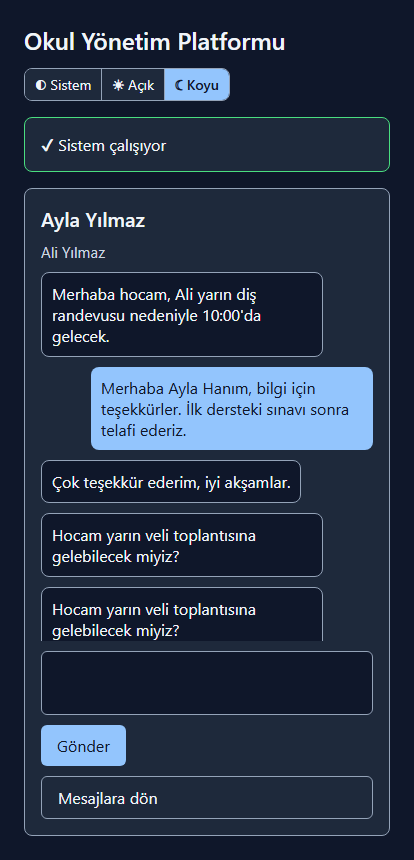 Okul Yönetim Platformu
◐ Sistem ☀ Açık ☾ Koyu
✔ Sistem çalışıyor
Ayla Yılmaz
Ali Yılmaz
Merhaba hocam, Ali yarın diş
randevusu nedeniyle 10:00'da
gelecek.
Merhaba Ayla Hanım, bilgi için
teşekkürler. İlk dersteki sınavı sonra
telafi ederiz.
Çok teşekkür ederim, iyi akşamlar.
Hocam yarın veli toplantısına
gelebilecek miyiz?
Hocam yarın veli toplantısına
gelebilecek miyiz?
Gönder
Mesajlara dön